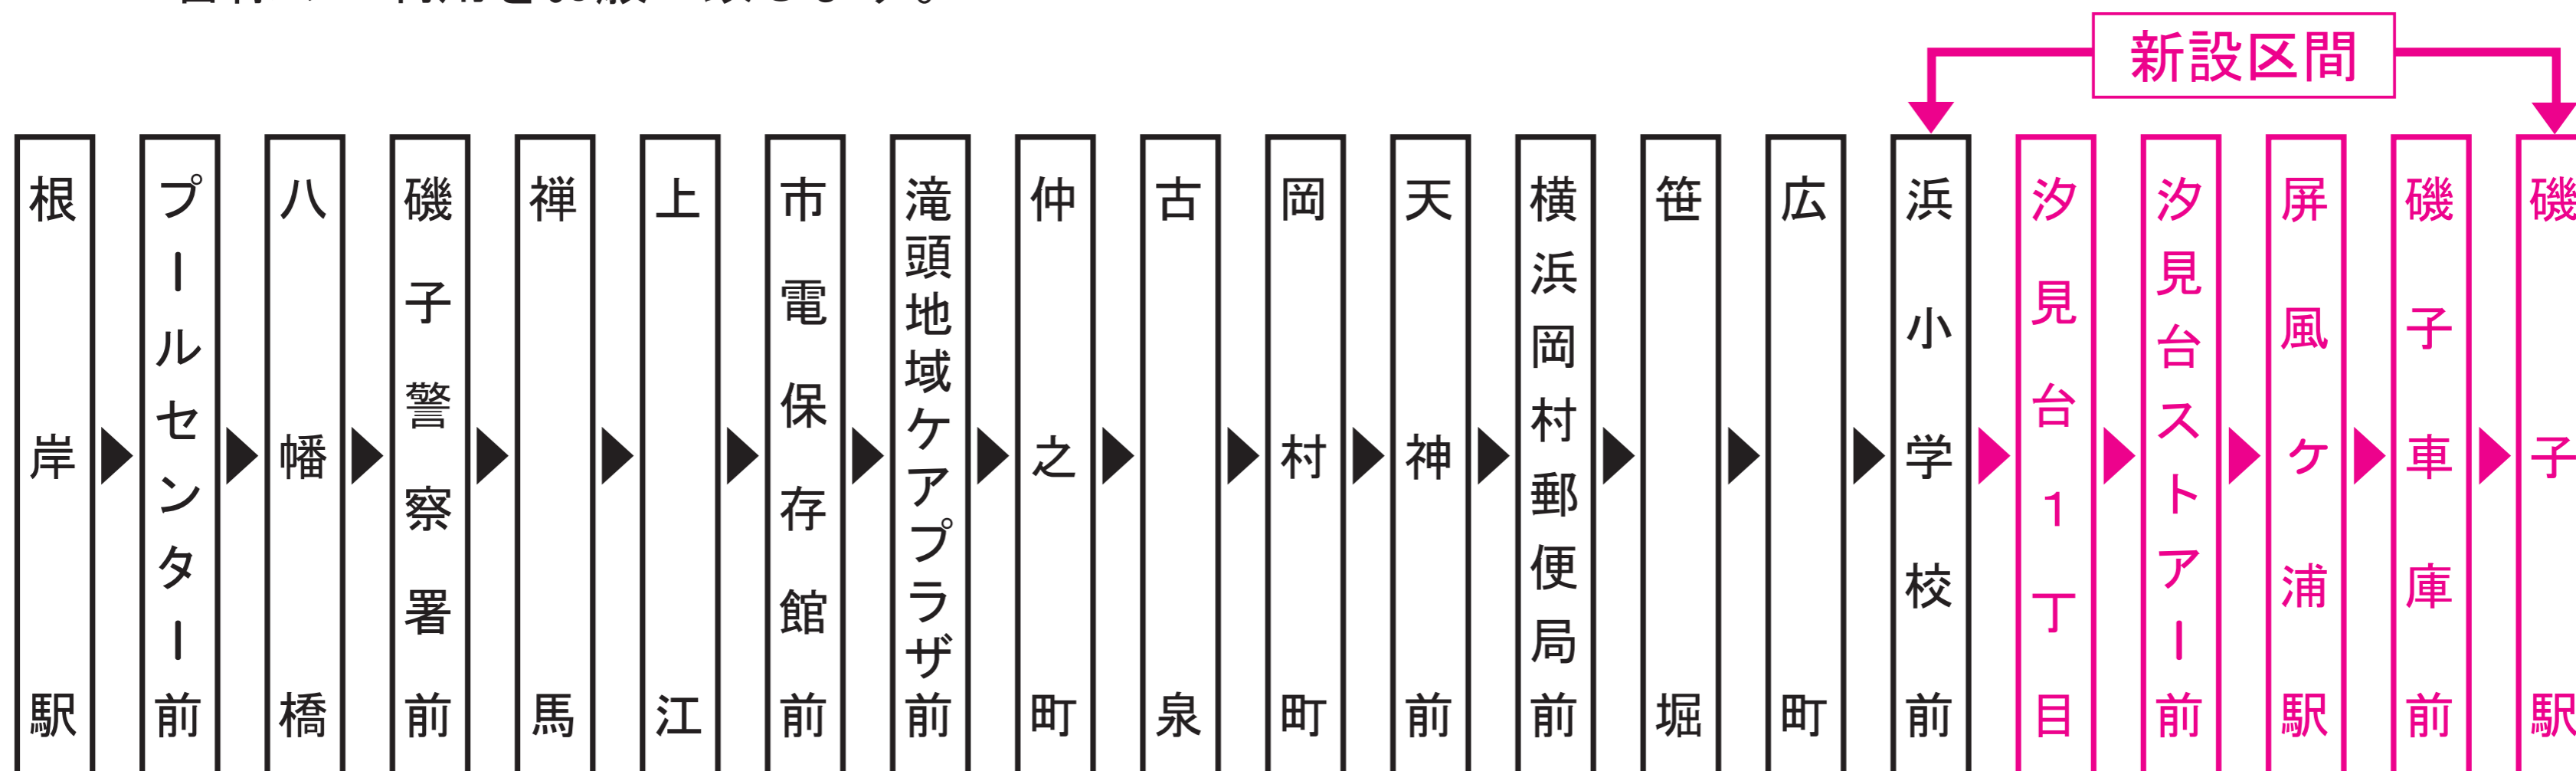 新設区間
根岸駅
プールセンター前
八幡橋
磯子警察署前
禅馬
上江
市電保存館前
滝頭地域ケアプラザ前
仲之町
古泉
岡村町
天神前
横浜岡村郵便局前
笹堀
広町
浜小学校前
汐見台1丁目
汐見台ストアー前
屏風ケ浦駅
磯子車庫前
磯子駅